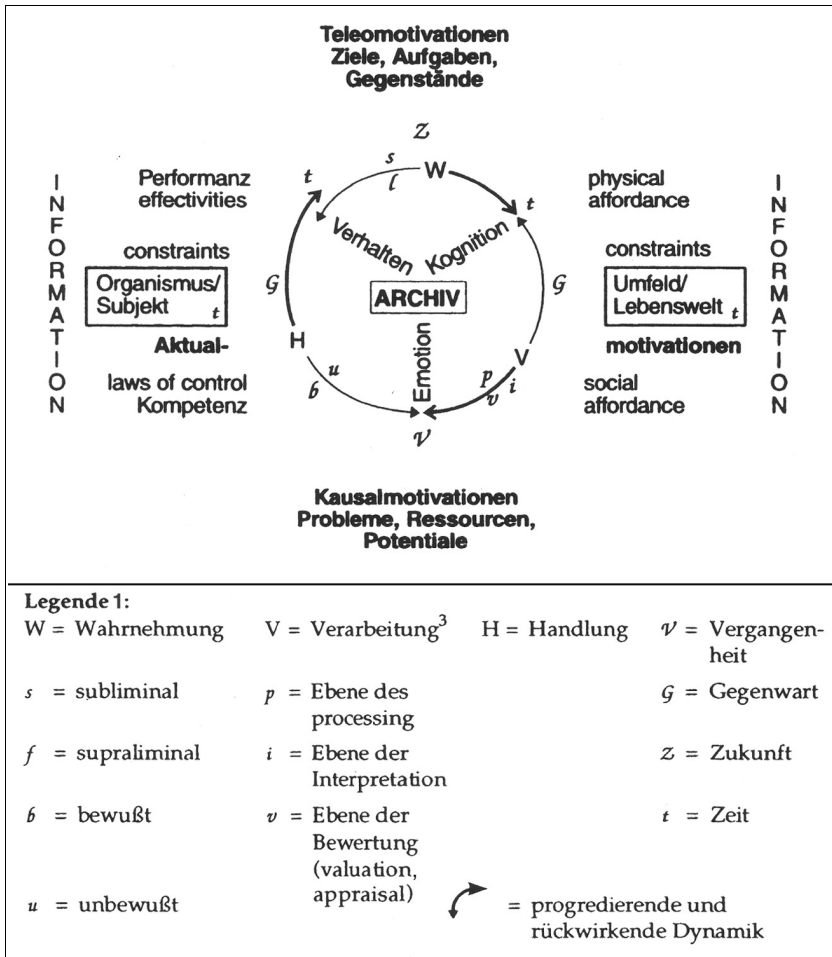 Teleomotivationen
Ziele, Aufgaben,
Gegenstände
Z
s
W
t
l
t
INFORMATION
Performanz
effectivities
constraints
Organismus/
Subjekt t
Aktual-
laws of control
Kompetenz
G
H
u
b
Verhalten
Kognition
ARCHIV
Emotion
V
p
v
i
V
G
physical
affordance
constraints
Umfeld/
Lebenswelt t
motivationen
social
affordance
INFORMATION
Kausalmotivationen
Probleme, Ressourcen,
Potentiale
Legende 1:
W = Wahrnehmung V = Verarbeitung³ H = Handlung V = Vergangen-
heit
s = subliminal p = Ebene des G = Gegenwart
processing
f = supraliminal i = Ebene der Z = Zukunft
Interpretation
b = bewußt v = Ebene der t = Zeit
Bewertung
(valuation,
appraisal)
u = unbewußt = progredierende und
rückwirkende Dynamik